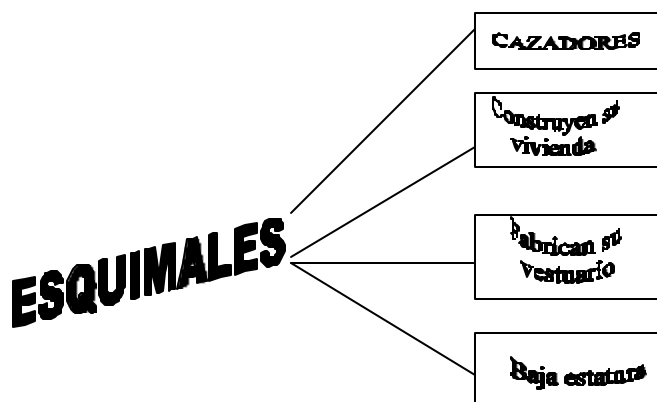 CAZADORES
Construyen su
vivienda
ESQUIMALES
Fabrican su
vestuario
Baja estatura